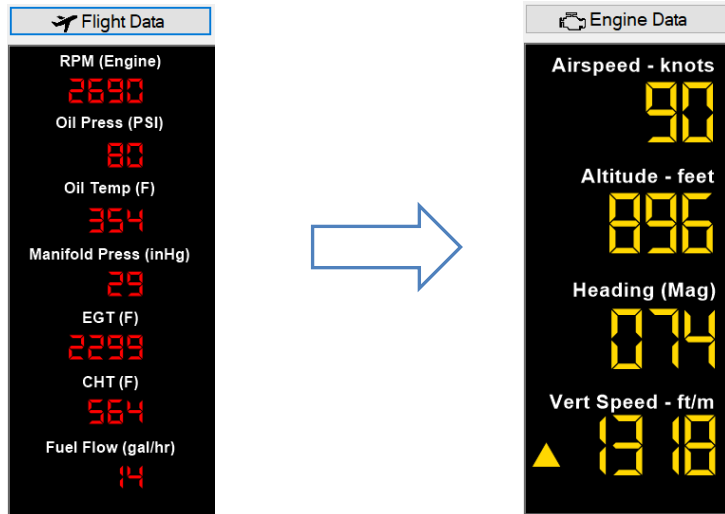 Flight Data
RPM (Engine)
2690
Oil Press (PSI)
80
Oil Temp (F)
354
Manifold Press (inHg)
29
EGT (F)
2299
CHT (F)
564
Fuel Flow (gal/hr)
14
Engine Data
Airspeed - knots
90
Altitude - feet
896
Heading (Mag)
074
Vert Speed - ft/m
1318